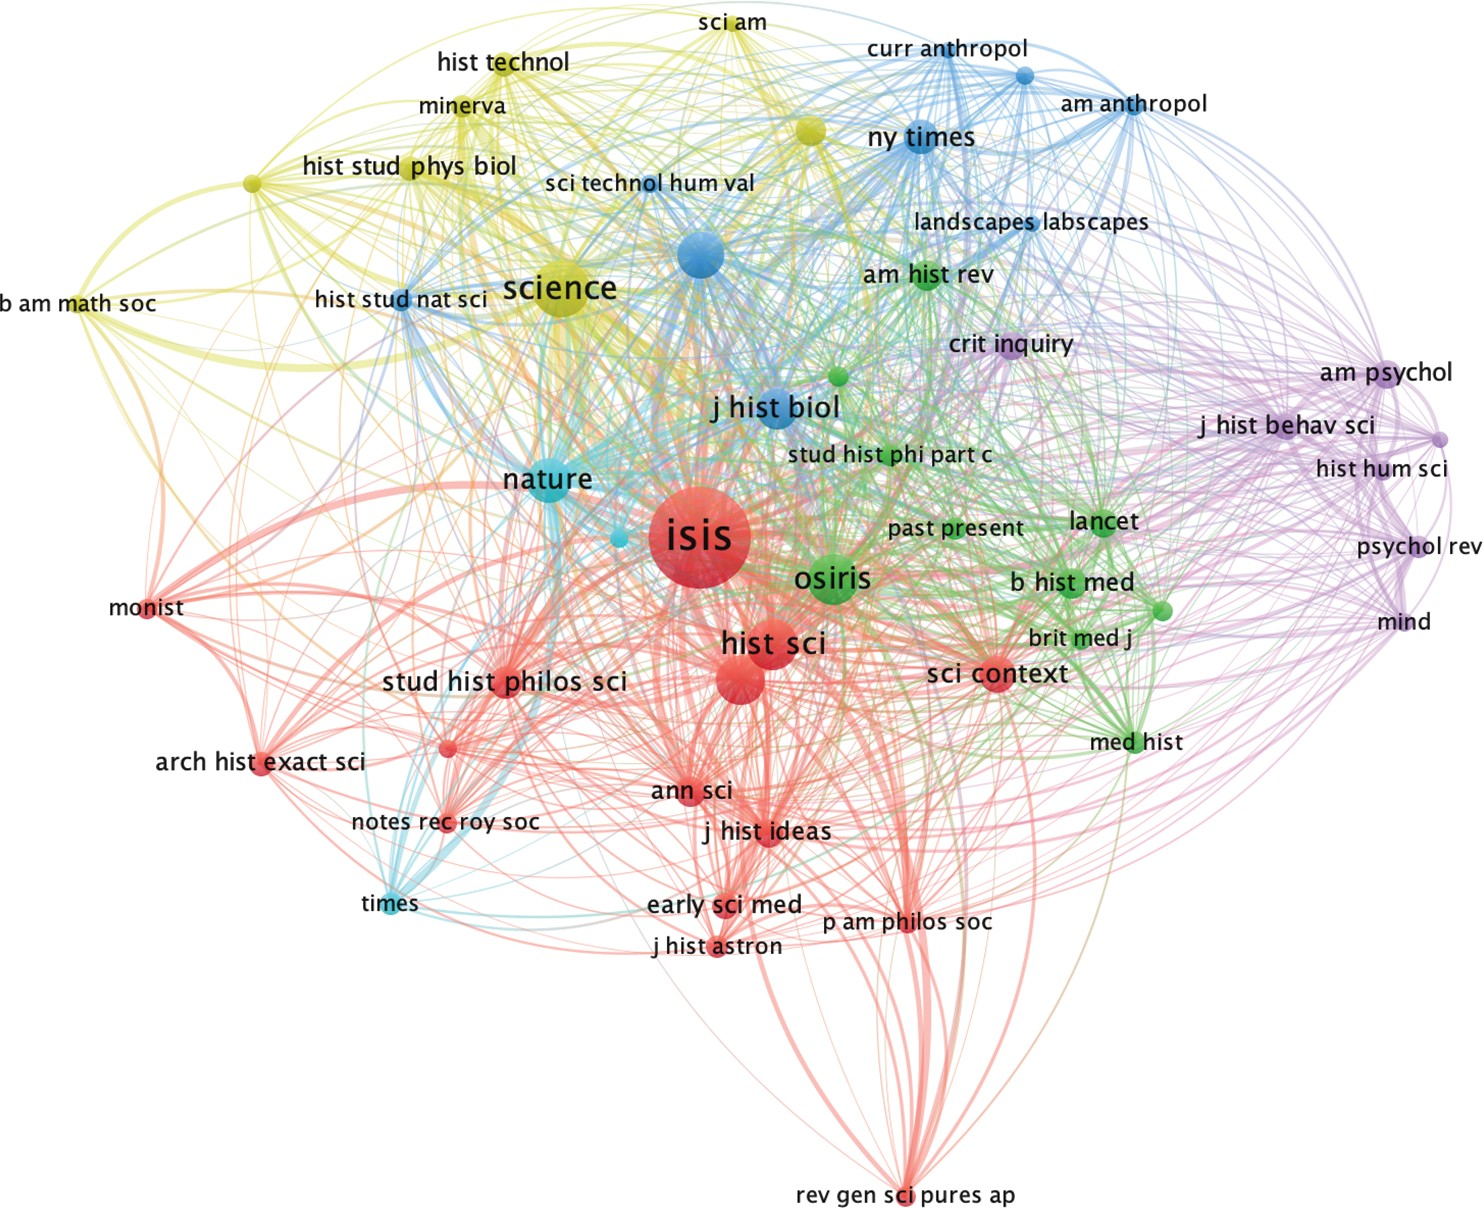 sci am
curr anthropol
hist technol
am anthropol
minerva
ny times
hist stud phys biol
sci technol hum val
landscapes labscapes
am hist rev
science
hist stud nat sci
b am math soc
crit inquiry
am psychol
j hist biol
j hist behav sci
stud hist phi part c
hist hum sci
nature
lancet
past present
isis
psychol rev
osiris
b hist med
monist
mind
brit med j
hist sci
sci context
stud hist philos sci
med hist
arch hist exact sci
ann sci
notes rec roy soc
j hist ideas
times
early sci med
p am philos soc
j hist astron
rev gen sci pures ap